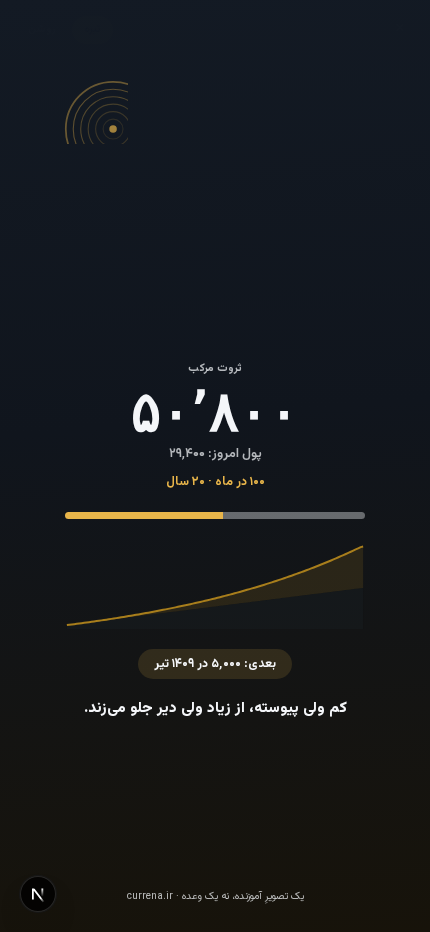 ثروت مرکب
۵۰٬۸۰۰
پول امروز: ۲۹,۴۰۰
۱۰۰ در ماه · ۲۰ سال
بعدی: ۵,۰۰۰ در ۱۴۰۹ تیر
کم ولی پیوسته، از زیاد ولی دیر جلو می‌زند.
یک تصویرِ آموزنده، نه یک وعده · currena.ir
N